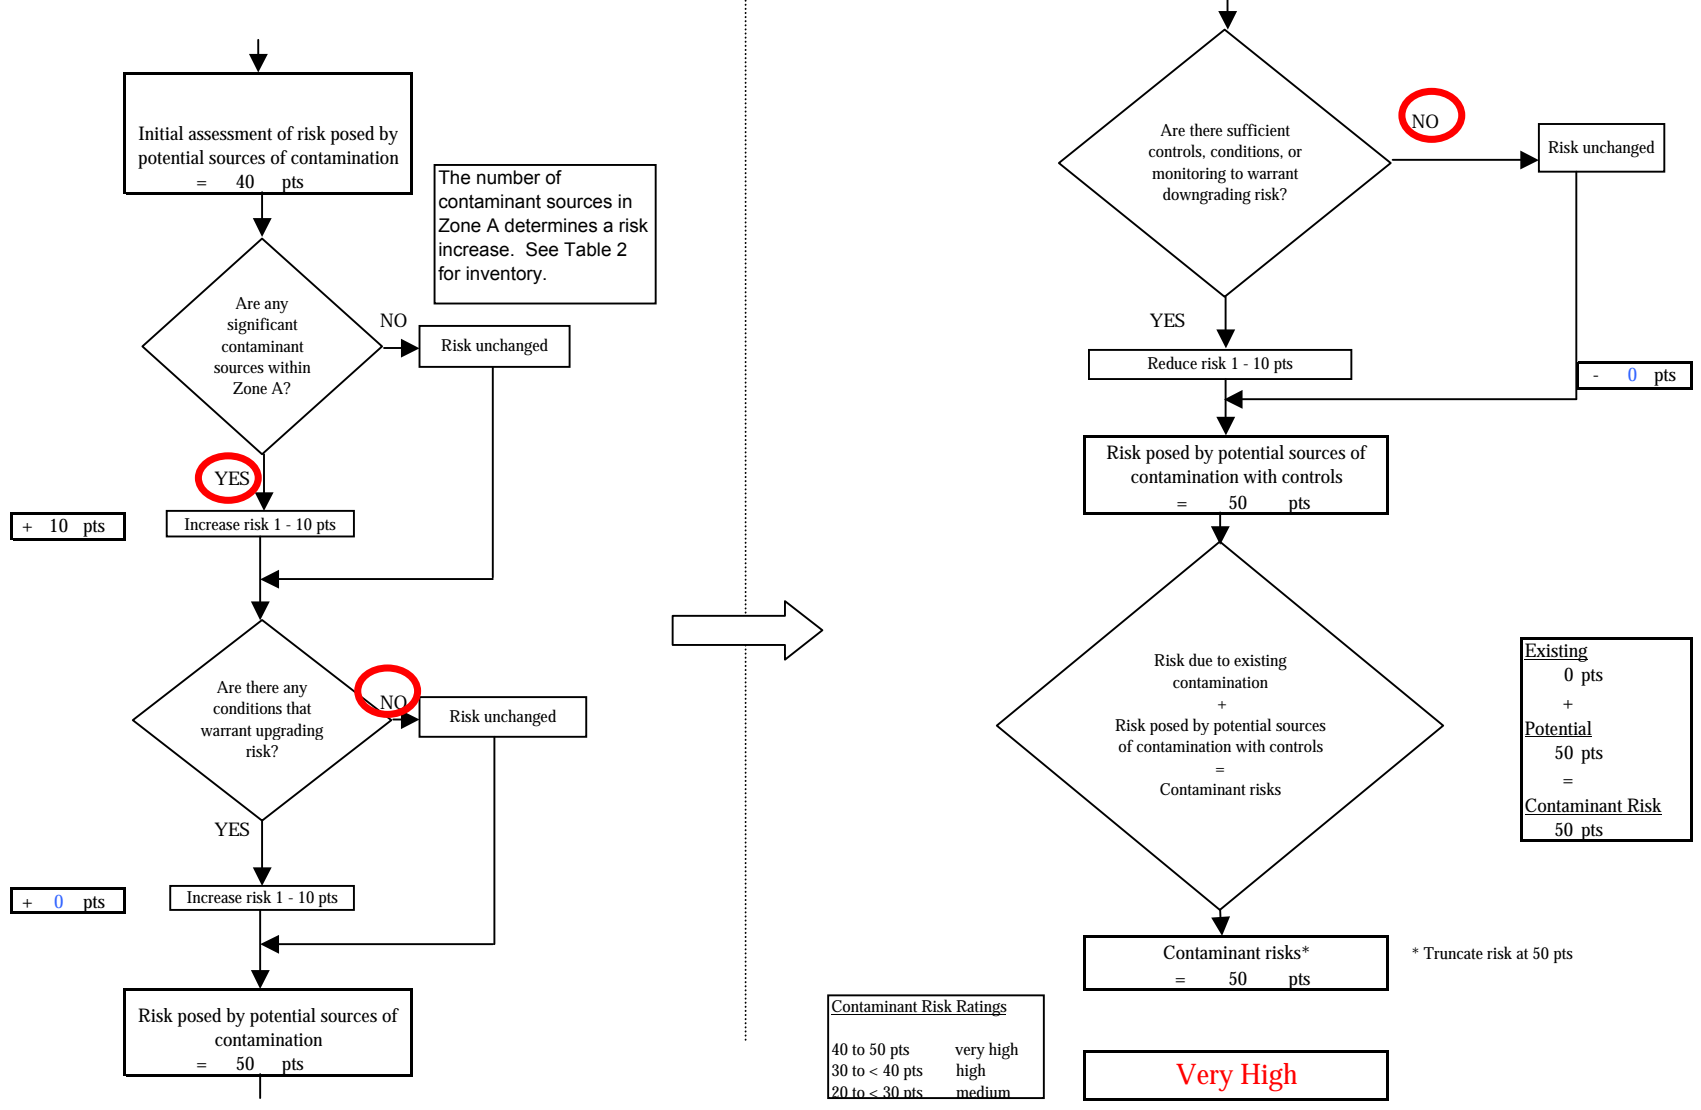 Initial assessment of risk posed by
potential sources of contamination
= 40 pts
The number of
contaminant sources in
Zone A determines a risk
increase. See Table 2
for inventory.
Are any
significant
contaminant
sources within
Zone A?
NO
Risk unchanged
YES
+ 10 pts
Increase risk 1 - 10 pts
Are there any
conditions that
warrant upgrading
risk?
NO
Risk unchanged
YES
+ 0 pts
Increase risk 1 - 10 pts
Risk posed by potential sources of
contamination
= 50 pts
Are there sufficient
controls, conditions, or
monitoring to warrant
downgrading risk?
NO
Risk unchanged
YES
Reduce risk 1 - 10 pts
- 0 pts
Risk posed by potential sources of
contamination with controls
= 50 pts
Risk due to existing
contamination
+
Risk posed by potential sources
of contamination with controls
=
Contaminant risks
Existing
0 pts
+
Potential
50 pts
=
Contaminant Risk
50 pts
Contaminant risks*
= 50 pts
* Truncate risk at 50 pts
Contaminant Risk Ratings
40 to 50 pts very high
30 to < 40 pts high
20 to < 30 pts medium
Very High